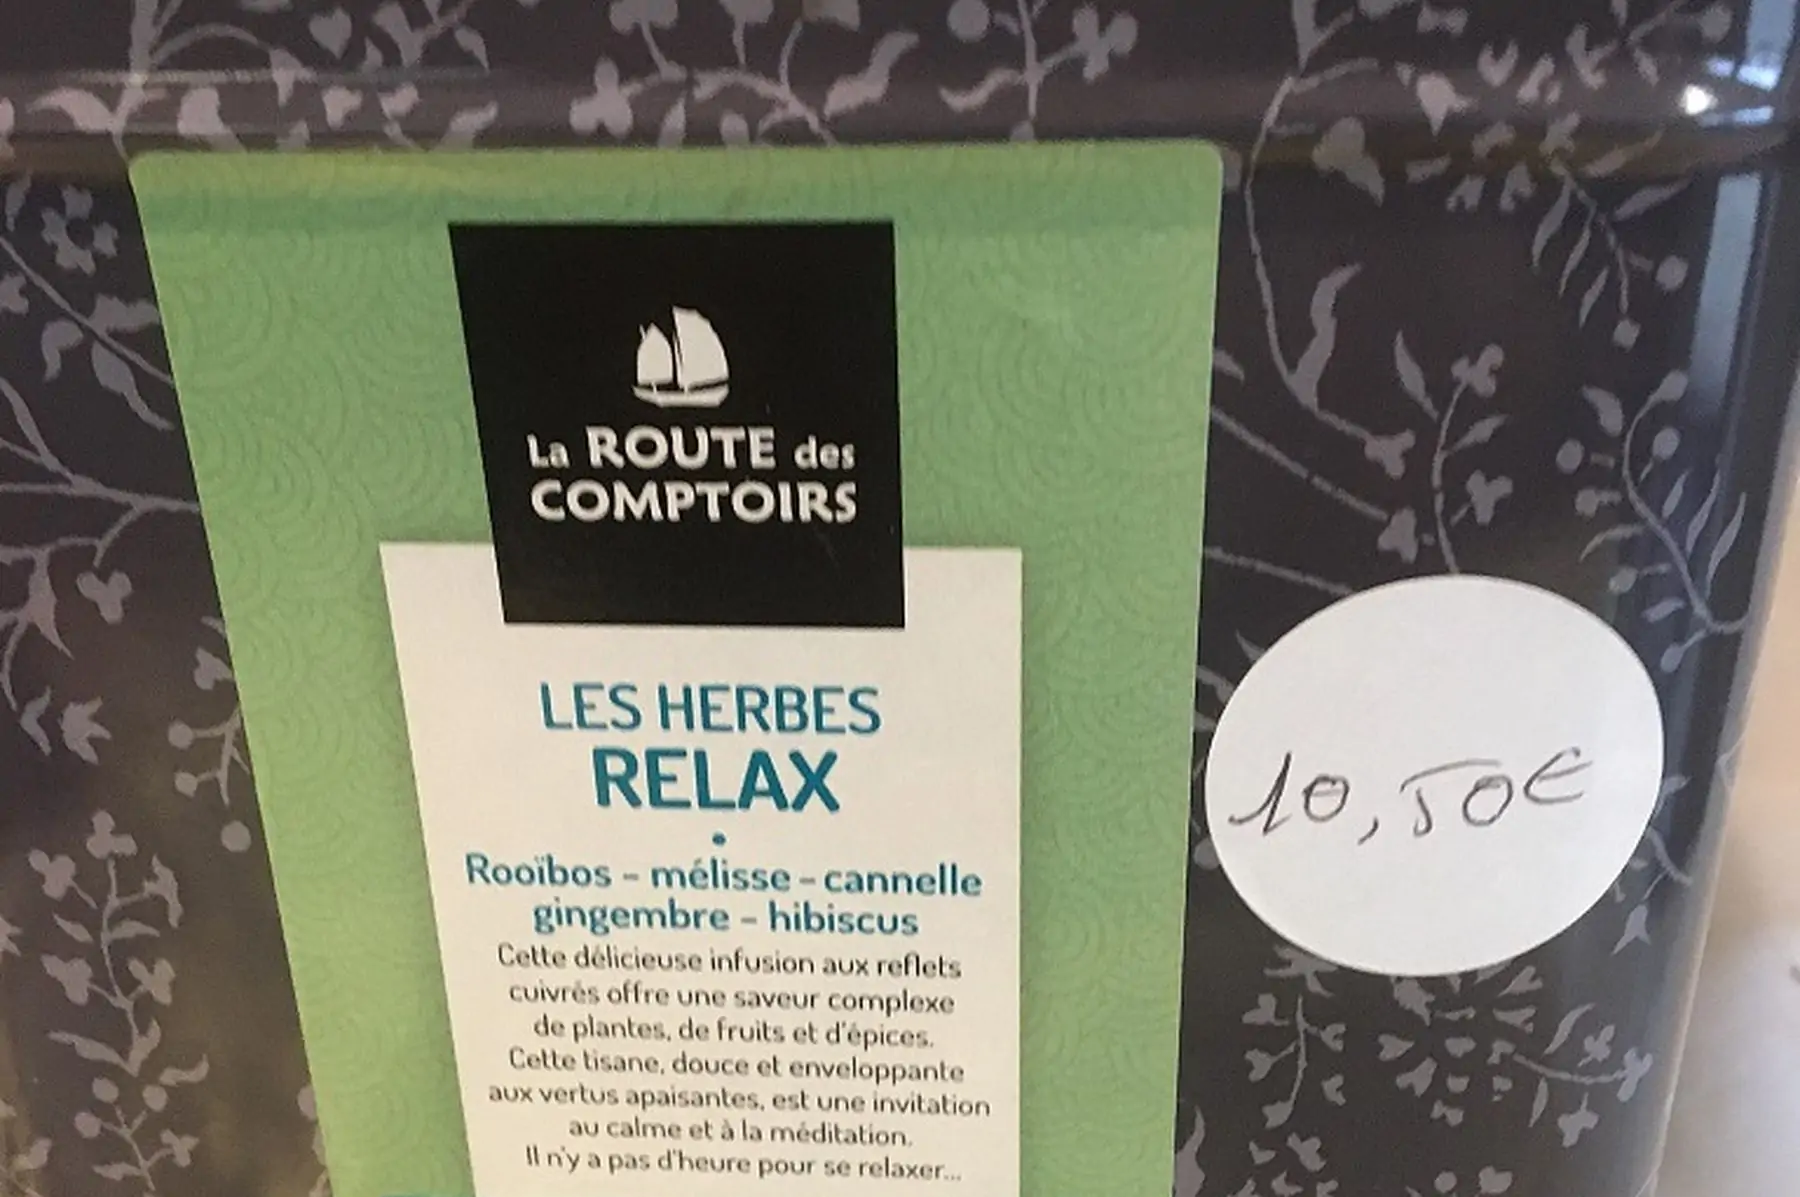 La ROUTE des
COMPTOIRS
LES HERBES
RELAX
•
Rooïbos – mélisse – cannelle
gingembre – hibiscus
Cette délicieuse infusion aux reflets
cuivrés offre une saveur complexe
de plantes, de fruits et d'épices.
Cette tisane, douce et enveloppante
aux vertus apaisantes, est une invitation
au calme et à la méditation.
Il n'y a pas d'heure pour se relaxer...
10,50€